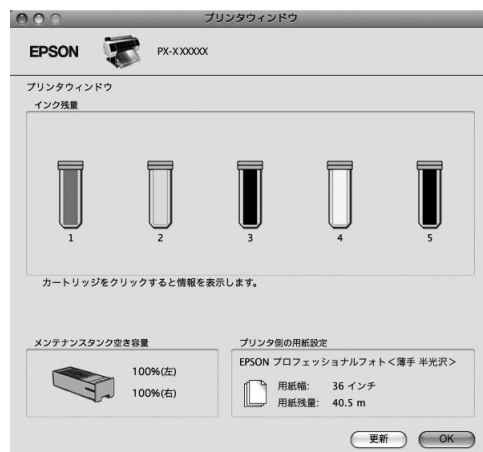 プリンタウィンドウ
EPSON PX-XXXXXX
プリンタウィンドウ
インク残量
1 2 3 4 5
カートリッジをクリックすると情報を表示します。
メンテナンスタンク空き容量
100%(左)
100%(右)
プリンタ側の用紙設定
EPSON プロフェッショナルフォト＜薄手 半光沢＞
用紙幅: 36 インチ
用紙残量: 40.5 m
更新 OK